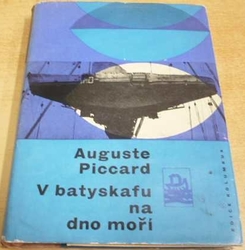 Auguste
Piccard
V batyskafu
na
dno moří